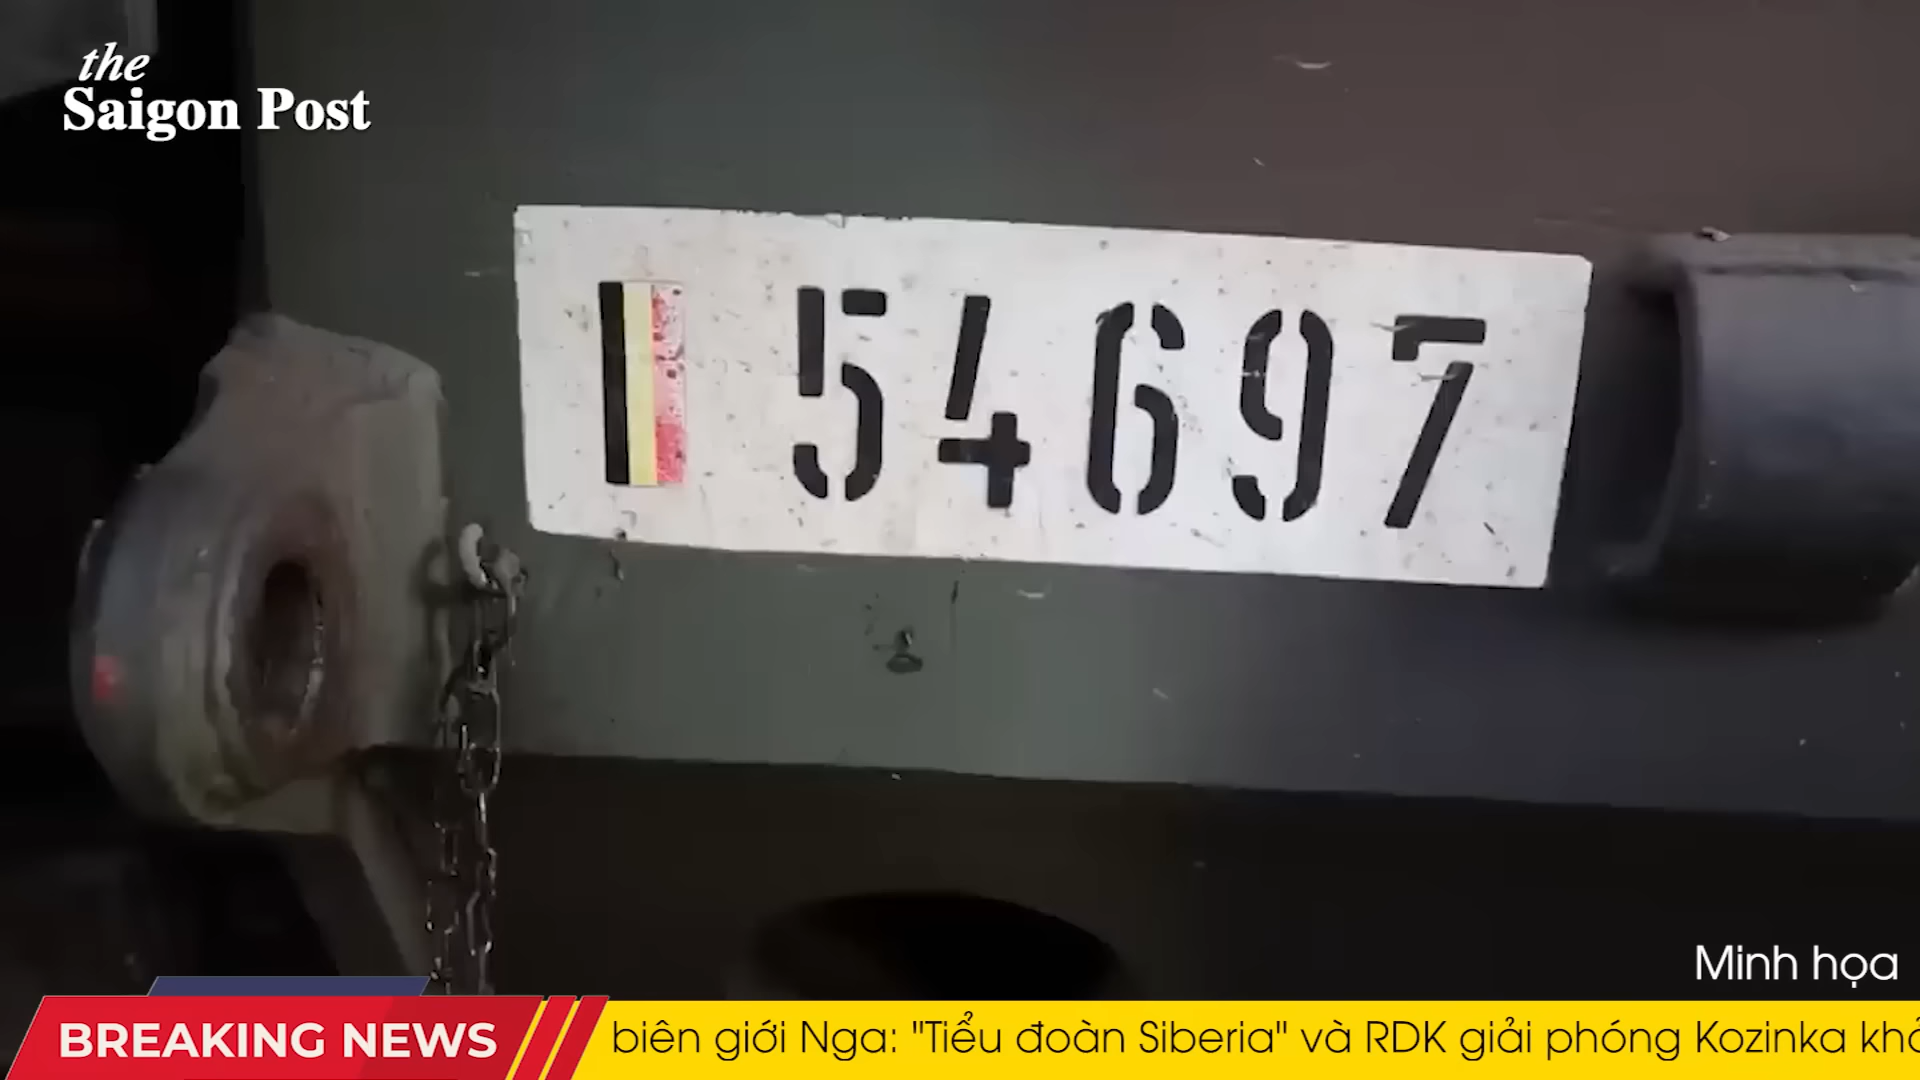 the
Saigon Post
54697
Minh họa
BREAKING NEWS
biên giới Nga: "Tiểu đoàn Siberia" và RDK giải phóng Kozinka